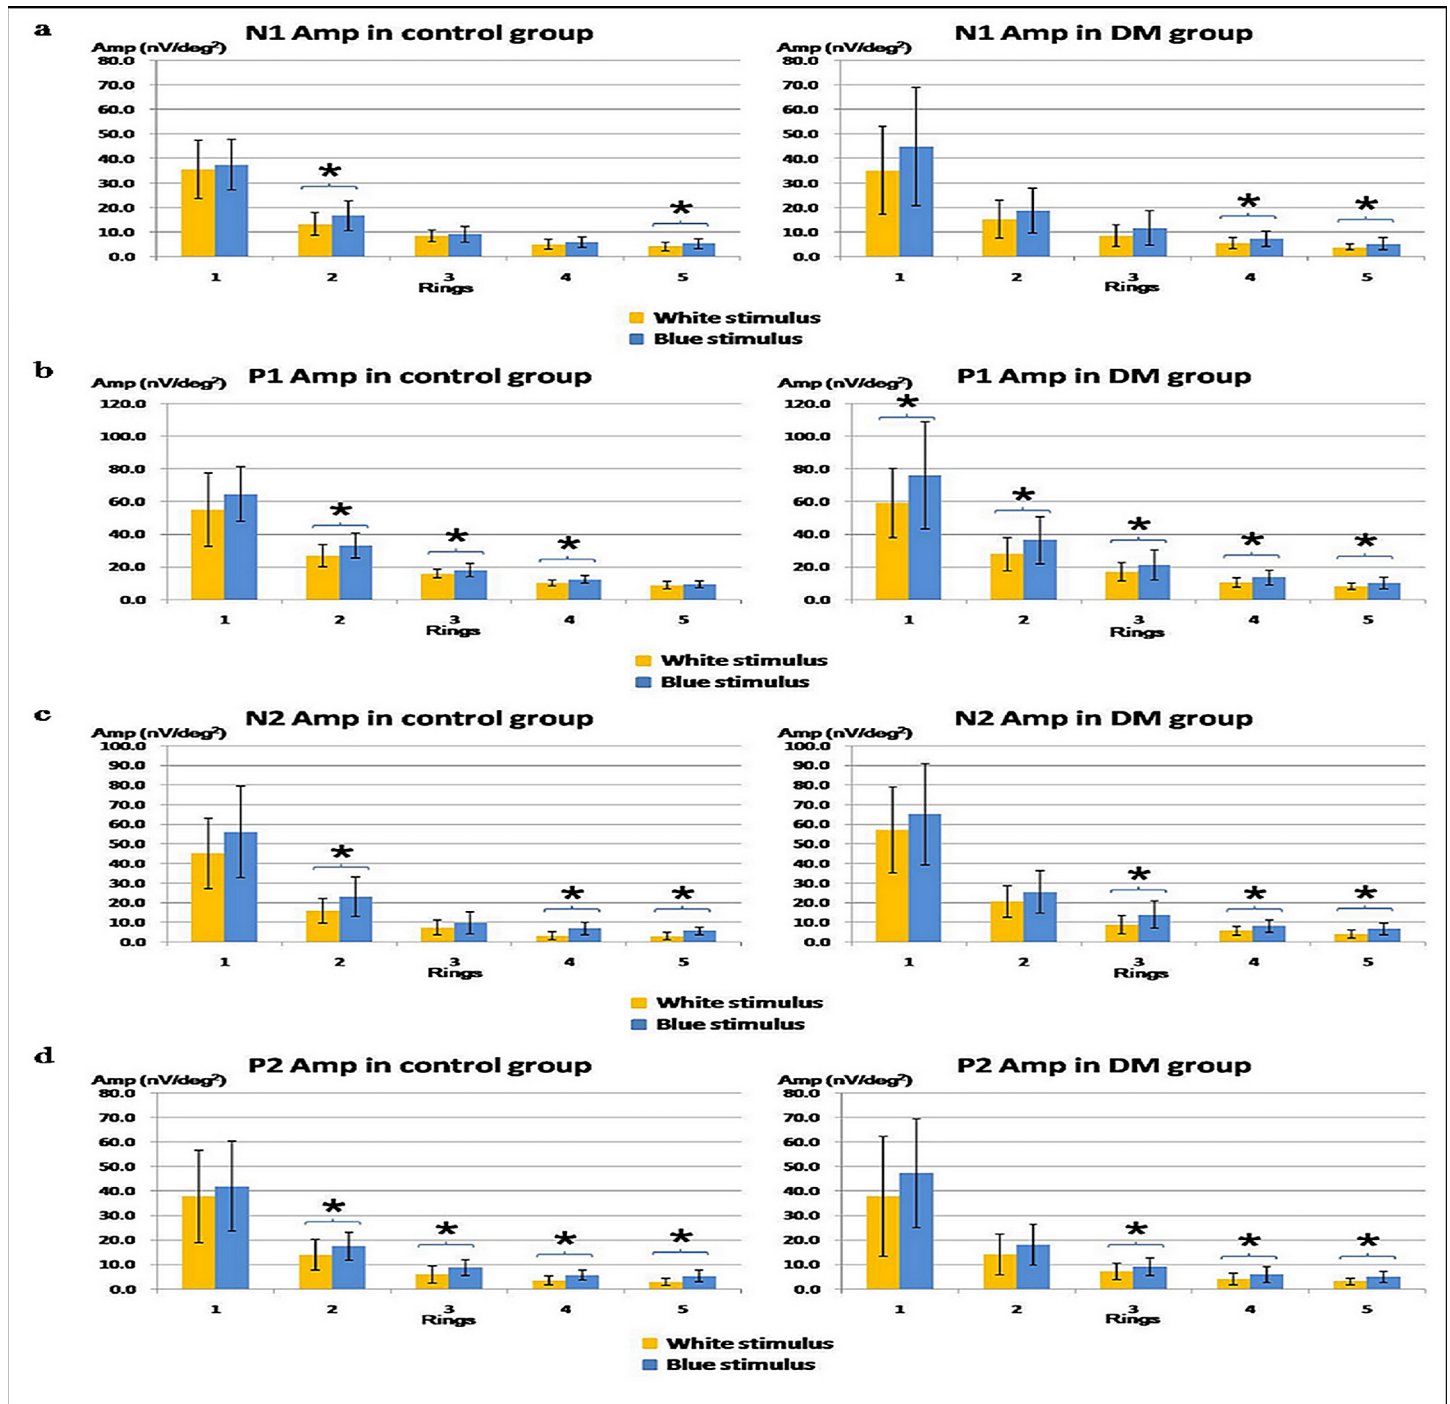 a
N1 Amp in control group
Amp (nV/deg²)
80.0
70.0
60.0
50.0
40.0
30.0
20.0
10.0
0.0
*
*
1 2 3 4 5
Rings
N1 Amp in DM group
Amp (nV/deg²)
80.0
70.0
60.0
50.0
40.0
30.0
20.0
10.0
0.0
*
*
1 2 3 4 5
Rings
White stimulus
Blue stimulus
b
P1 Amp in control group
Amp (nV/deg²)
120.0
100.0
80.0
60.0
40.0
20.0
0.0
*
*
*
1 2 3 4 5
Rings
P1 Amp in DM group
Amp (nV/deg²)
120.0
100.0
80.0
60.0
40.0
20.0
0.0
*
*
*
*
*
1 2 3 4 5
Rings
White stimulus
Blue stimulus
c
N2 Amp in control group
Amp (nV/deg²)
100.0
90.0
80.0
70.0
60.0
50.0
40.0
30.0
20.0
10.0
0.0
*
*
*
1 2 3 4 5
Rings
N2 Amp in DM group
Amp (nV/deg²)
100.0
90.0
80.0
70.0
60.0
50.0
40.0
30.0
20.0
10.0
0.0
*
*
*
1 2 3 4 5
Rings
White stimulus
Blue stimulus
d
P2 Amp in control group
Amp (nV/deg²)
80.0
70.0
60.0
50.0
40.0
30.0
20.0
10.0
0.0
*
*
*
*
1 2 3 4 5
Rings
P2 Amp in DM group
Amp (nV/deg²)
80.0
70.0
60.0
50.0
40.0
30.0
20.0
10.0
0.0
*
*
*
1 2 3 4 5
Rings
White stimulus
Blue stimulus